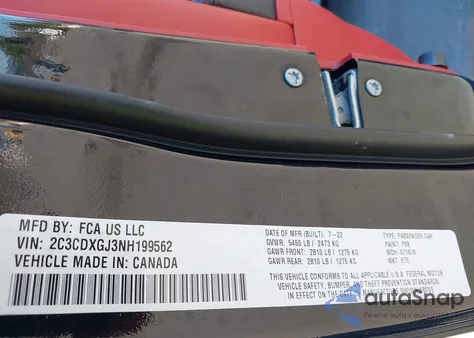 MFD BY: FCA US LLC
VIN: 2C3CDXGJ3NH199562
VEHICLE MADE IN: CANADA
DATE OF MFR (BUILT): 7-22
GVWR: 5450 LB / 2473 KG
GAWR FRONT: 2810 LB / 1275 KG
GAWR REAR: 2810 LB / 1275 KG
TYPE: PASSENGER CAR
PAINT: PX8
THIS VEHICLE CONFORMS TO ALL APPLICABLE U.S.A. FEDERAL MOTOR
VEHICLE SAFETY, BUMPER, AND THEFT PREVENTION STANDARDS
IN EFFECT ON THE DATE OF MANUFACTURE SHOWN ABOVE
autoSnap